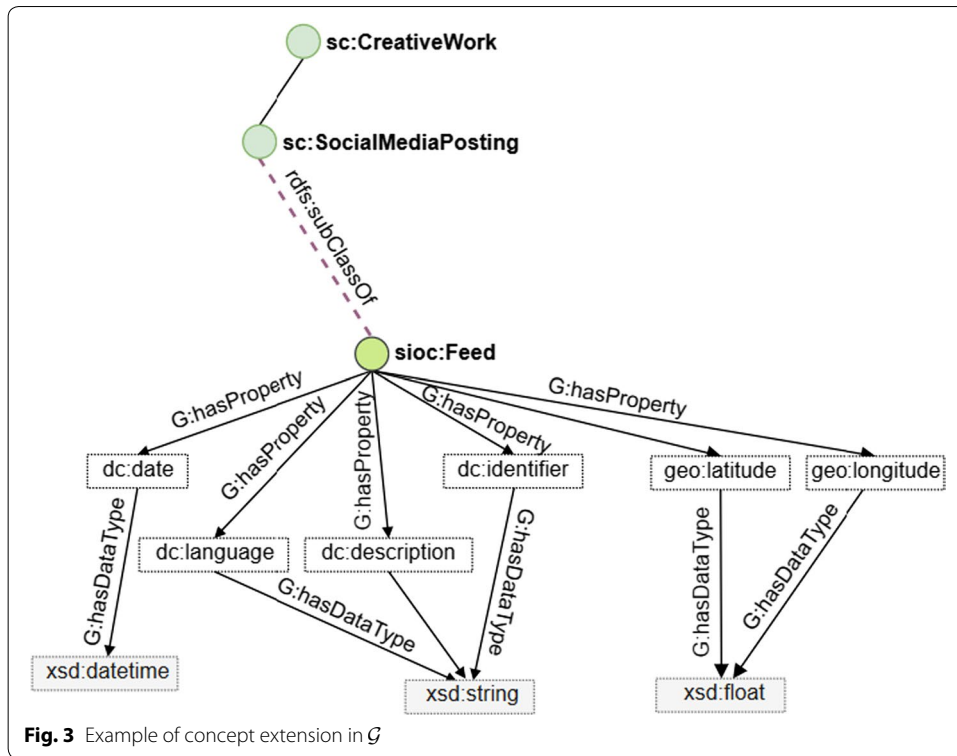 sc:CreativeWork
sc:SocialMediaPosting
rdfs:subClassOf
sioc:Feed
G:hasProperty
G:hasProperty
G:hasProperty
G:hasProperty
G:hasProperty
dc:date
dc:identifier
geo:latitude
geo:longitude
dc:language
dc:description
G:hasDataType
G:hasDataType
G:hasDataType
G:hasDataType
G:hasDataType
xsd:datetime
xsd:string
xsd:float
Fig. 3 Example of concept extension in 𝒢